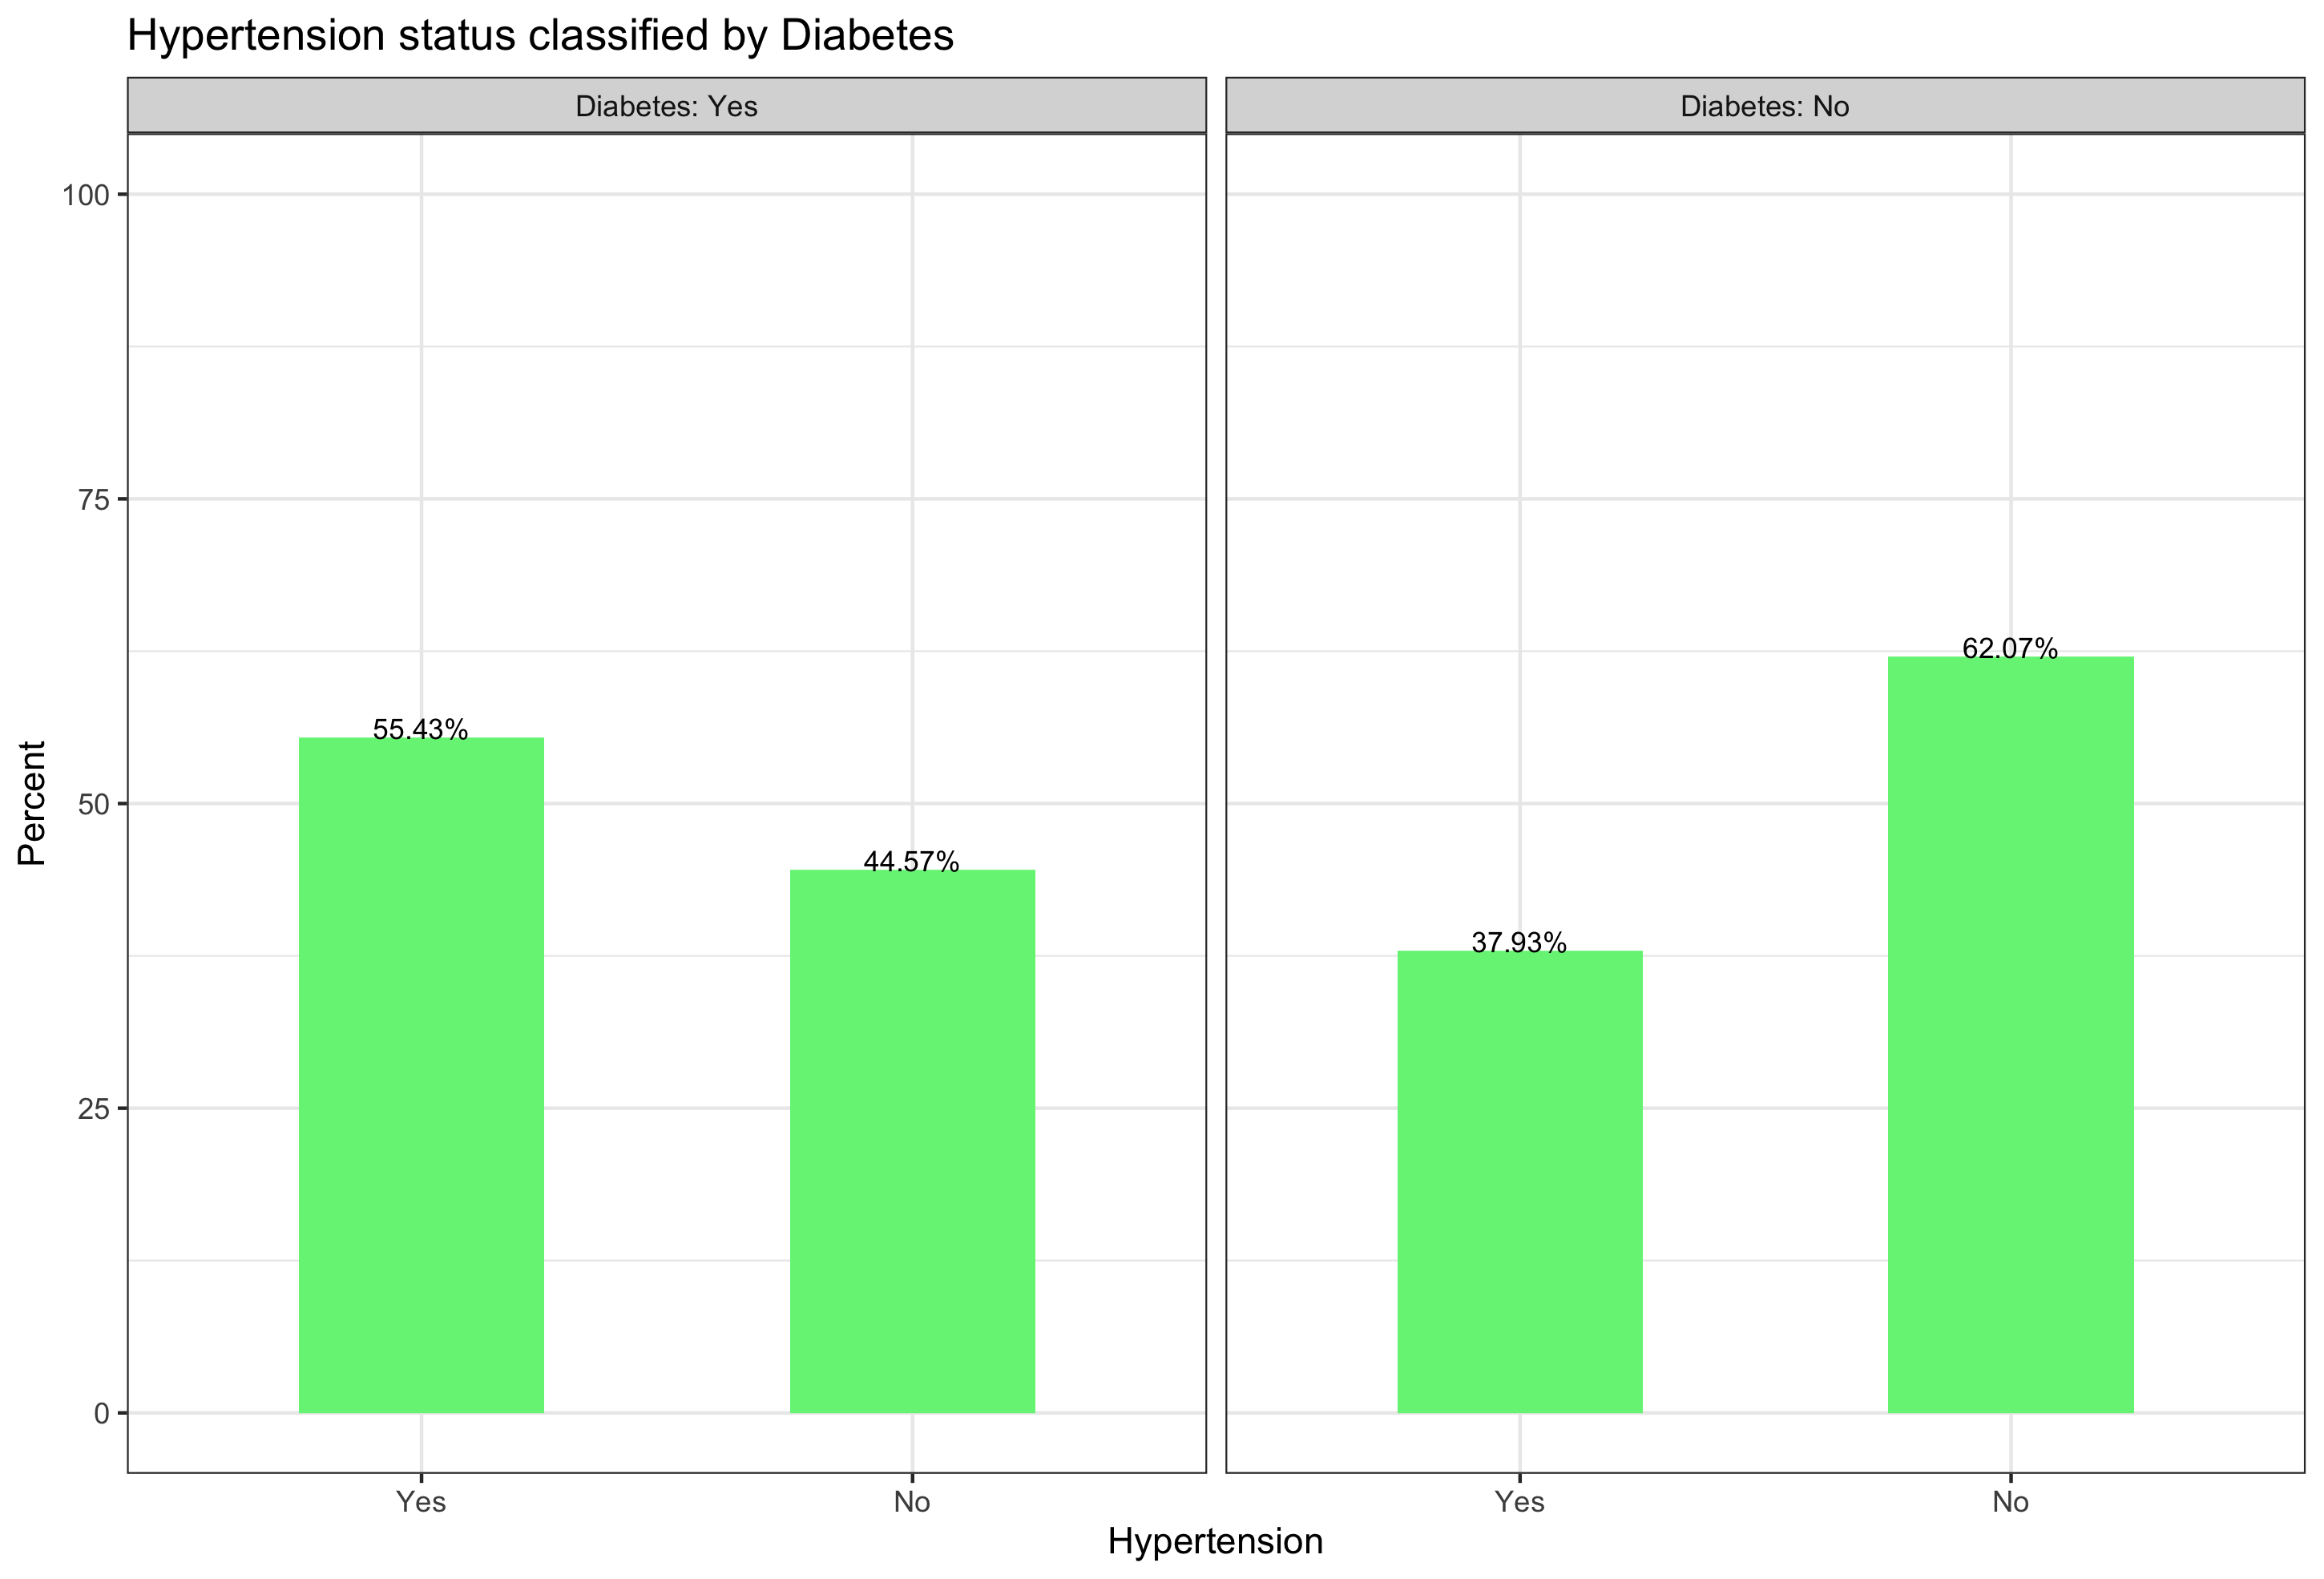 Hypertension status classified by Diabetes
Diabetes: Yes
Diabetes: No
100
75
50
25
0
Percent
55.43%
44.57%
37.93%
62.07%
Yes
No
Yes
No
Hypertension